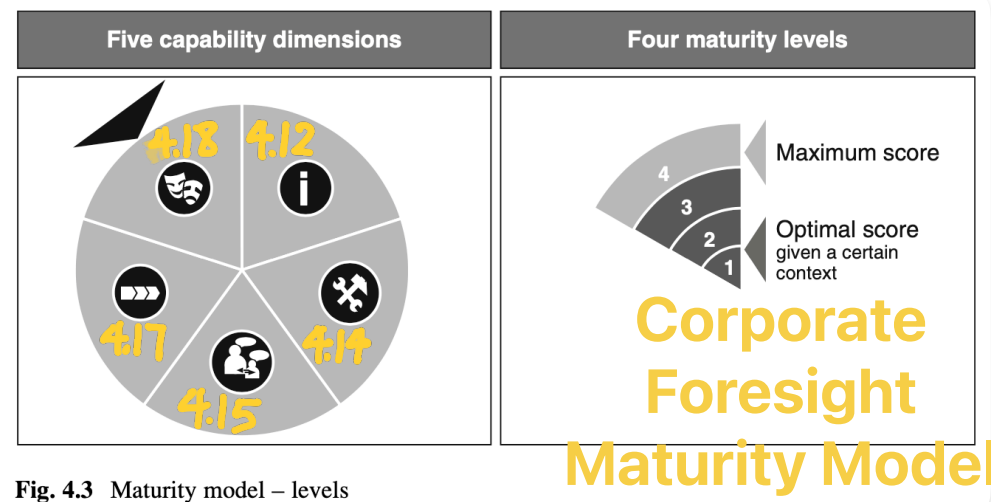 Five capability dimensions
Four maturity levels
4.18
4.12
i
4.17
4.14
4.15
4
3
2
1
Maximum score
Optimal score
given a certain
context
Corporate
Foresight
Maturity Model
Fig. 4.3 Maturity model – levels